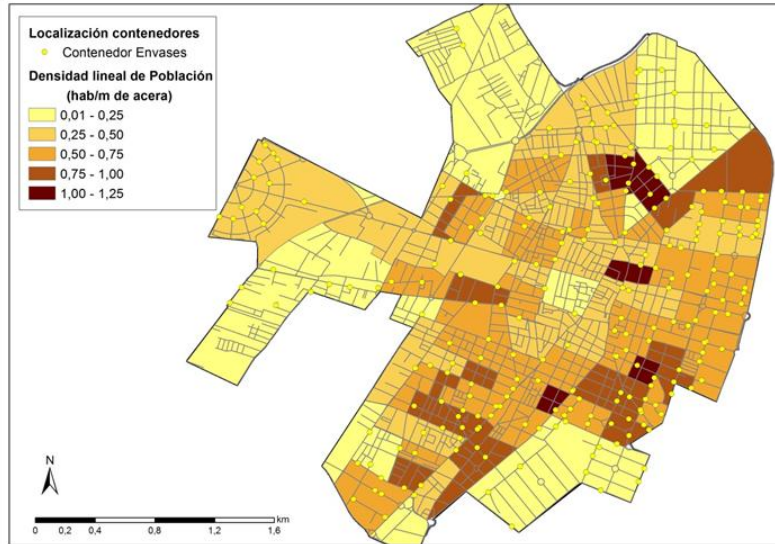 Localización contenedores
Contenedor Envases
Densidad lineal de Población
(hab/m de acera)
0,01 - 0,25
0,25 - 0,50
0,50 - 0,75
0,75 - 1,00
1,00 - 1,25
N
km
0 0,2 0,4 0,8 1,2 1,6